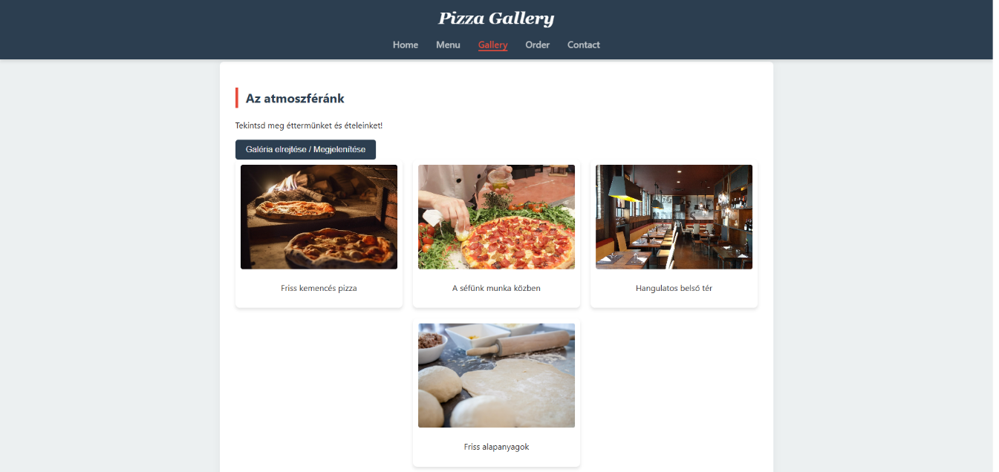 Pizza Gallery
Home Menu Gallery Order Contact
Az atmoszféránk
Tekintsd meg éttermünket és ételeinket!
Galéria elrejtése / Megjelenítése
Friss kemencés pizza
A séfünk munka közben
Hangulatos belső tér
Friss alapanyagok